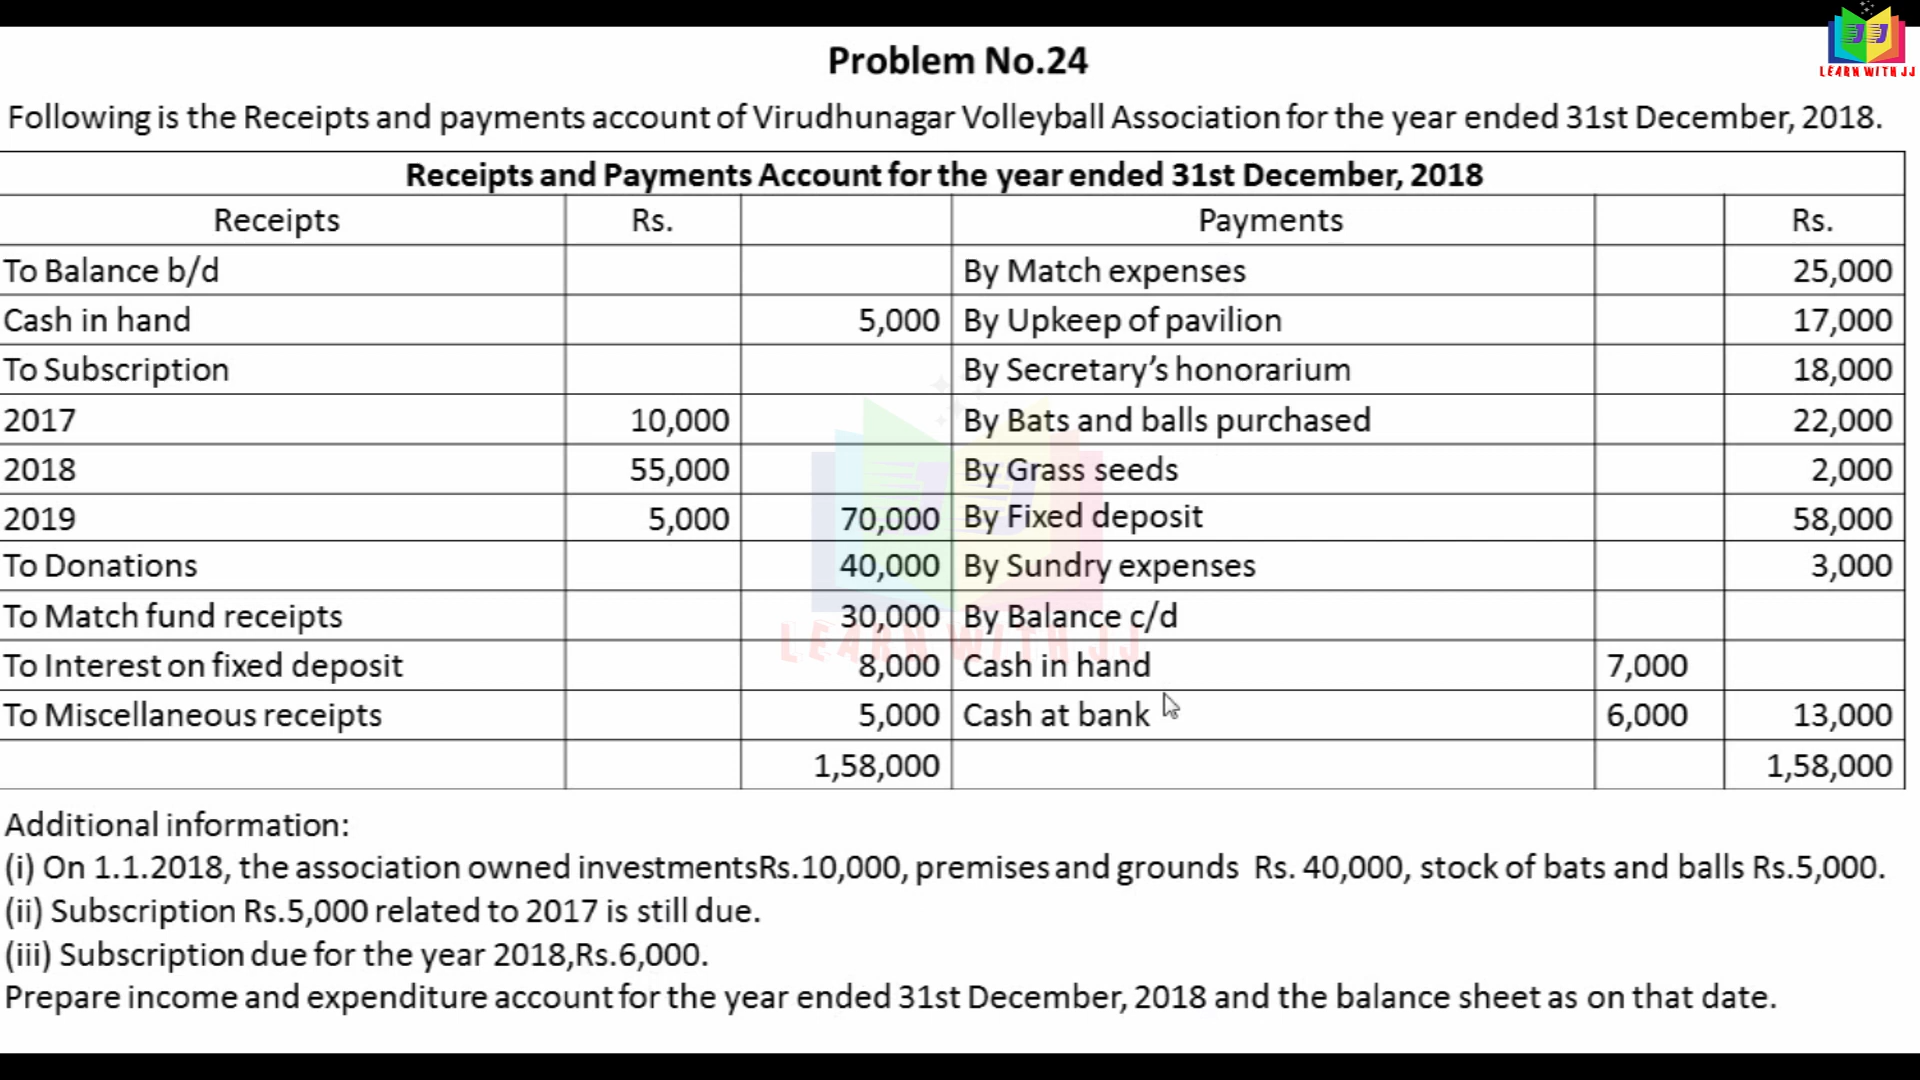 LEARN WITH JJ
Problem No.24
Following is the Receipts and payments account of Virudhunagar Volleyball Association for the year ended 31st December, 2018.
Receipts and Payments Account for the year ended 31st December, 2018
Receipts Rs. Payments Rs.
To Balance b/d By Match expenses 25,000
Cash in hand 5,000 By Upkeep of pavilion 17,000
To Subscription By Secretary’s honorarium 18,000
2017 10,000 By Bats and balls purchased 22,000
2018 55,000 By Grass seeds 2,000
2019 5,000 70,000 By Fixed deposit 58,000
To Donations 40,000 By Sundry expenses 3,000
To Match fund receipts 30,000 By Balance c/d
LEARN WITH JJ
To Interest on fixed deposit 8,000 Cash in hand 7,000
To Miscellaneous receipts 5,000 Cash at bank 6,000 13,000
1,58,000 1,58,000
Additional information:
(i) On 1.1.2018, the association owned investmentsRs.10,000, premises and grounds Rs. 40,000, stock of bats and balls Rs.5,000.
(ii) Subscription Rs.5,000 related to 2017 is still due.
(iii) Subscription due for the year 2018,Rs.6,000.
Prepare income and expenditure account for the year ended 31st December, 2018 and the balance sheet as on that date.